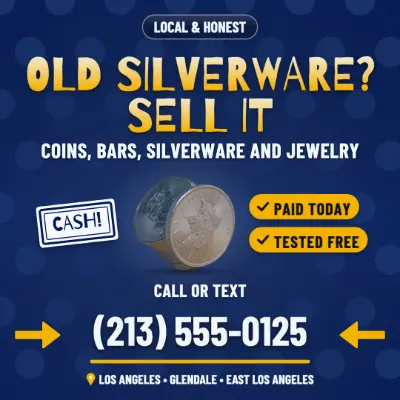 LOCAL & HONEST
OLD SILVERWARE?
SELL IT
COINS, BARS, SILVERWARE AND JEWELRY
CASH!
PAID TODAY
TESTED FREE
CALL OR TEXT
(213) 555-0125
LOS ANGELES • GLENDALE • EAST LOS ANGELES